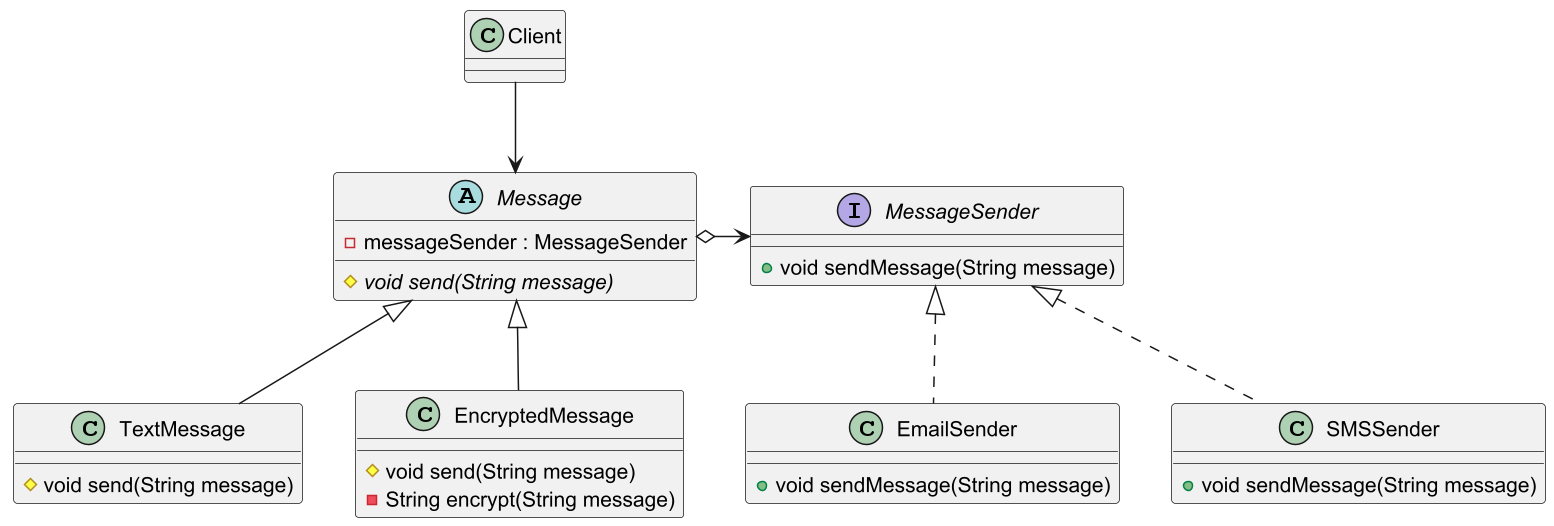 C Client
A Message
messageSender : MessageSender
void send(String message)
I MessageSender
void sendMessage(String message)
C TextMessage
void send(String message)
C EncryptedMessage
void send(String message)
String encrypt(String message)
C EmailSender
void sendMessage(String message)
C SMSSender
void sendMessage(String message)